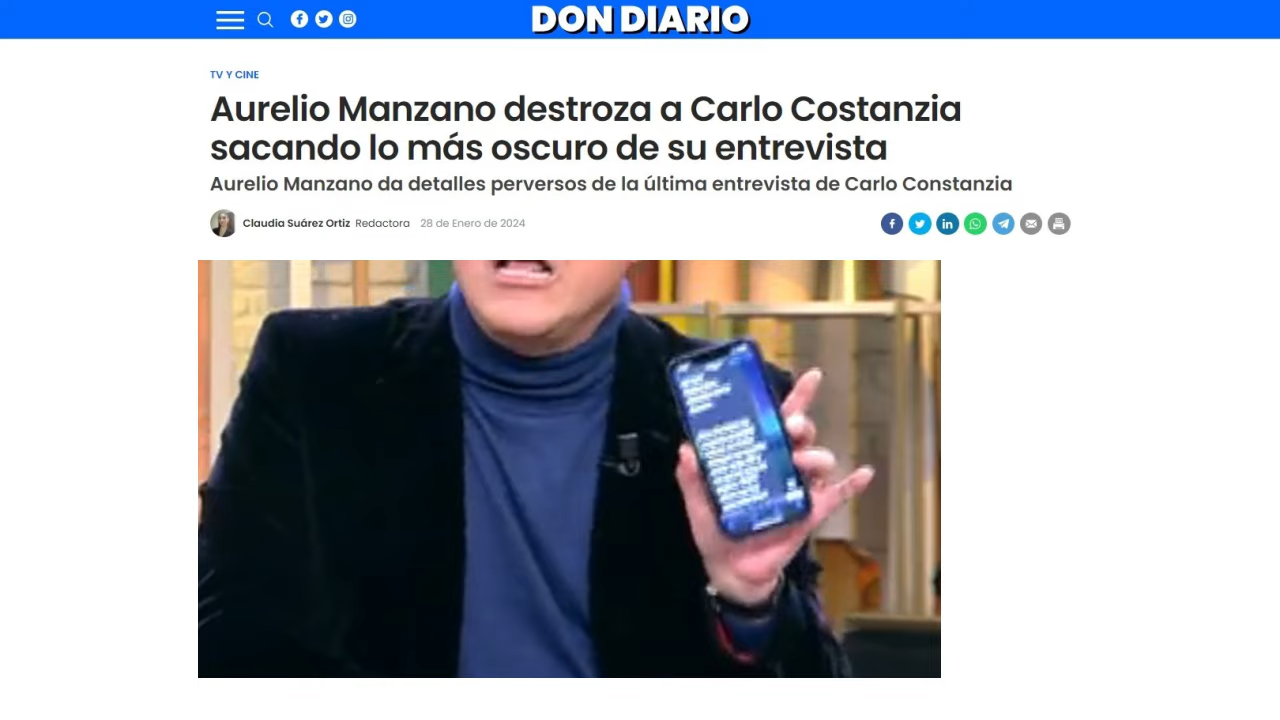 DON DIARIO
TV Y CINE
Aurelio Manzano destroza a Carlo Costanzia
sacando lo más oscuro de su entrevista
Aurelio Manzano da detalles perversos de la última entrevista de Carlo Constanzia
Claudia Suárez Ortiz Redactora 28 de Enero de 2024